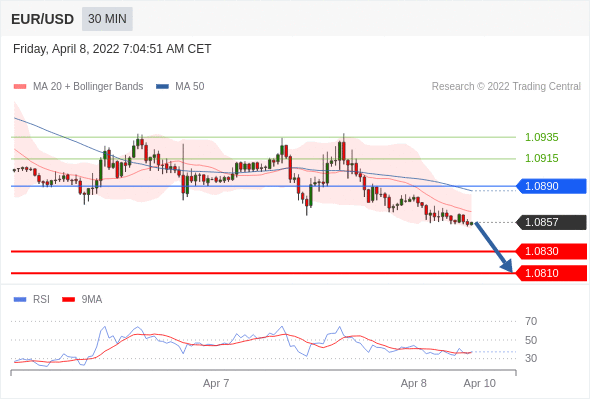 EUR/USD 30 MIN
Friday, April 8, 2022 7:04:51 AM CET
MA 20 + Bollinger Bands MA 50 Research © 2022 Trading Central
1.0935
1.0915
1.0890
1.0857
1.0830
1.0810
RSI 9MA
70
50
30
Apr 7 Apr 8 Apr 10